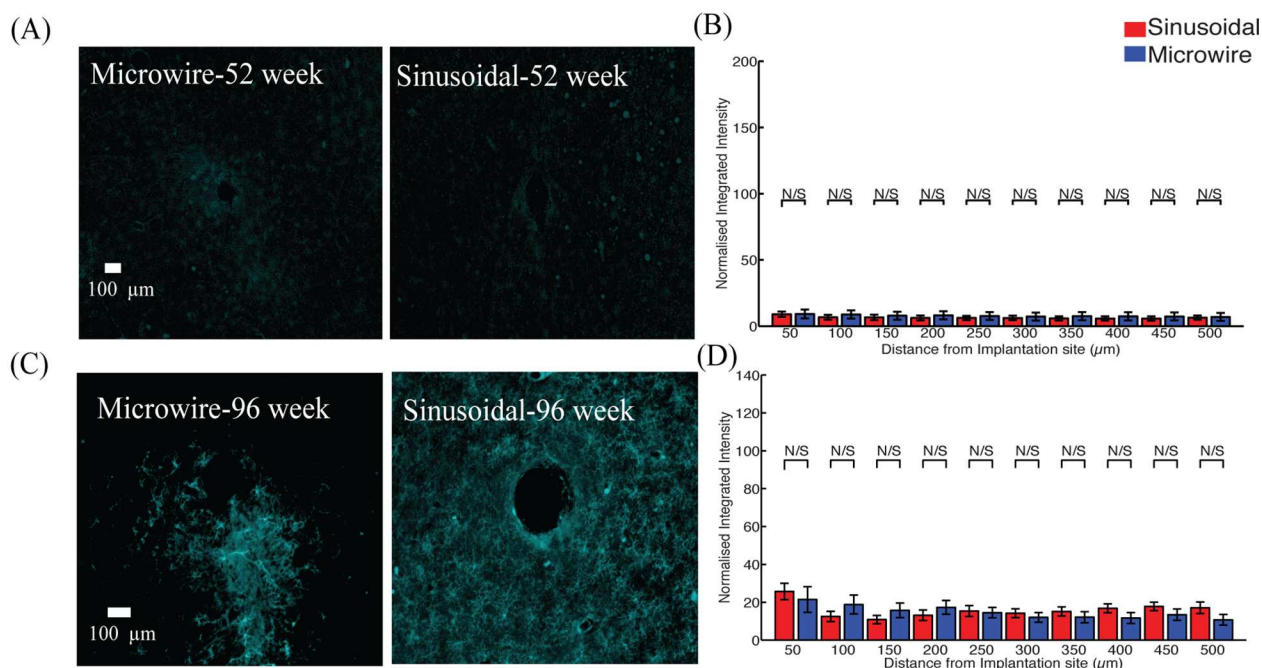 (A)
Microwire-52 week
Sinusoidal-52 week
100 µm
(B)
Sinusoidal
Microwire
Normalised Integrated Intensity
200
150
100
50
0
N/S N/S N/S N/S N/S N/S N/S N/S N/S N/S
50 100 150 200 250 300 350 400 450 500
Distance from Implantation site (µm)
(C)
Microwire-96 week
Sinusoidal-96 week
100 µm
(D)
Normalised Integrated Intensity
140
120
100
80
60
40
20
0
N/S N/S N/S N/S N/S N/S N/S N/S N/S N/S
50 100 150 200 250 300 350 400 450 500
Distance from Implantation site (µm)